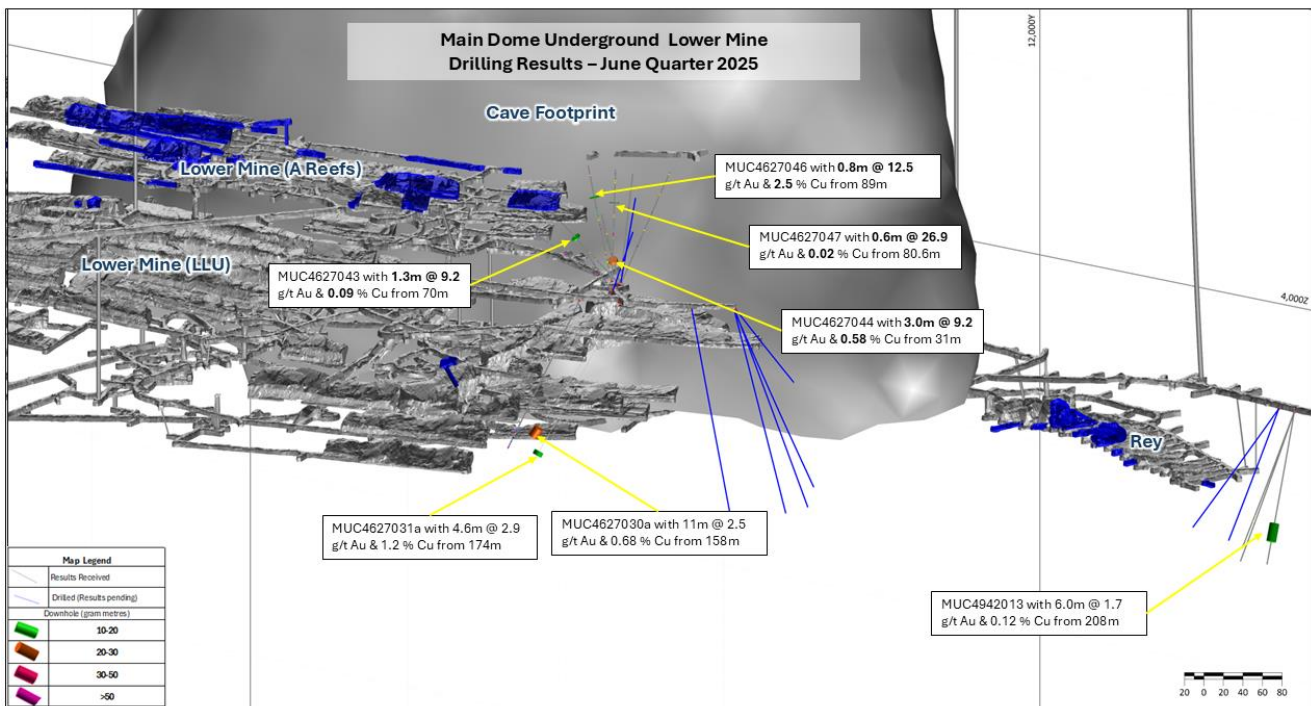 Main Dome Underground Lower Mine
Drilling Results – June Quarter 2025
Cave Footprint
12,000Y
Lower Mine (A Reefs)
MUC4627046 with 0.8m @ 12.5
g/t Au & 2.5 % Cu from 89m
MUC4627047 with 0.6m @ 26.9
g/t Au & 0.02 % Cu from 80.6m
Lower Mine (LLU)
MUC4627043 with 1.3m @ 9.2
g/t Au & 0.09 % Cu from 70m
4,000Z
MUC4627044 with 3.0m @ 9.2
g/t Au & 0.58 % Cu from 31m
Rey
MUC4627031a with 4.6m @ 2.9
g/t Au & 1.2 % Cu from 174m
MUC4627030a with 11m @ 2.5
g/t Au & 0.68 % Cu from 158m
MUC4942013 with 6.0m @ 1.7
g/t Au & 0.12 % Cu from 208m
Map Legend
Results Received
Drilled (Results pending)
Downhole (gram metres)
10-20
20-30
30-50
>50
20 0 20 40 60 80